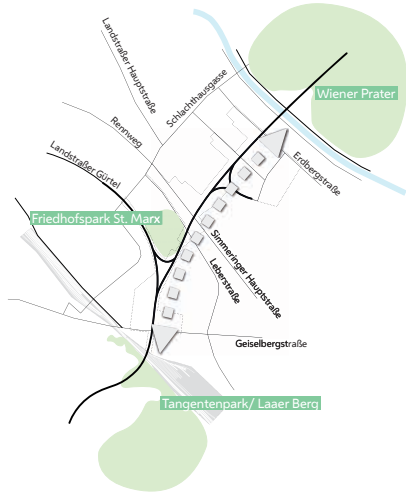 Landstraßer Hauptstraße
Schlachthausgasse
Wiener Prater
Rennweg
Landstraßer Gürtel
Erdbergstraße
Friedhofspark St. Marx
Simmeringer Hauptstraße
Leberstraße
Geiselbergstraße
Tangentenpark/ Laaer Berg